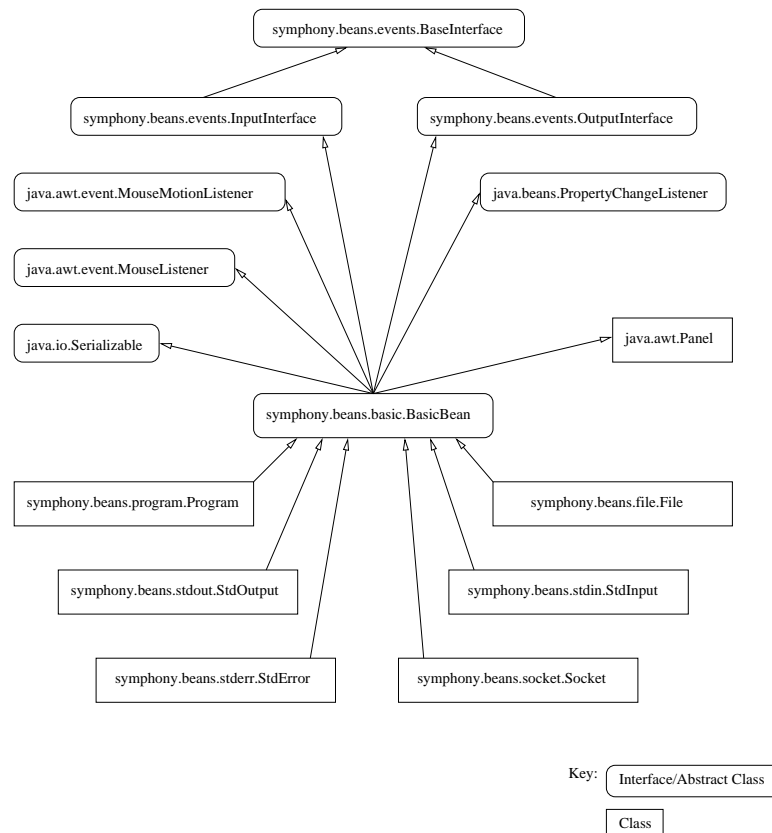 symphony.beans.events.BaseInterface
symphony.beans.events.InputInterface
symphony.beans.events.OutputInterface
java.awt.event.MouseMotionListener
java.beans.PropertyChangeListener
java.awt.event.MouseListener
java.io.Serializable
java.awt.Panel
symphony.beans.basic.BasicBean
symphony.beans.program.Program
symphony.beans.file.File
symphony.beans.stdout.StdOutput
symphony.beans.stdin.StdInput
symphony.beans.stderr.StdError
symphony.beans.socket.Socket
Key:
Interface/Abstract Class
Class